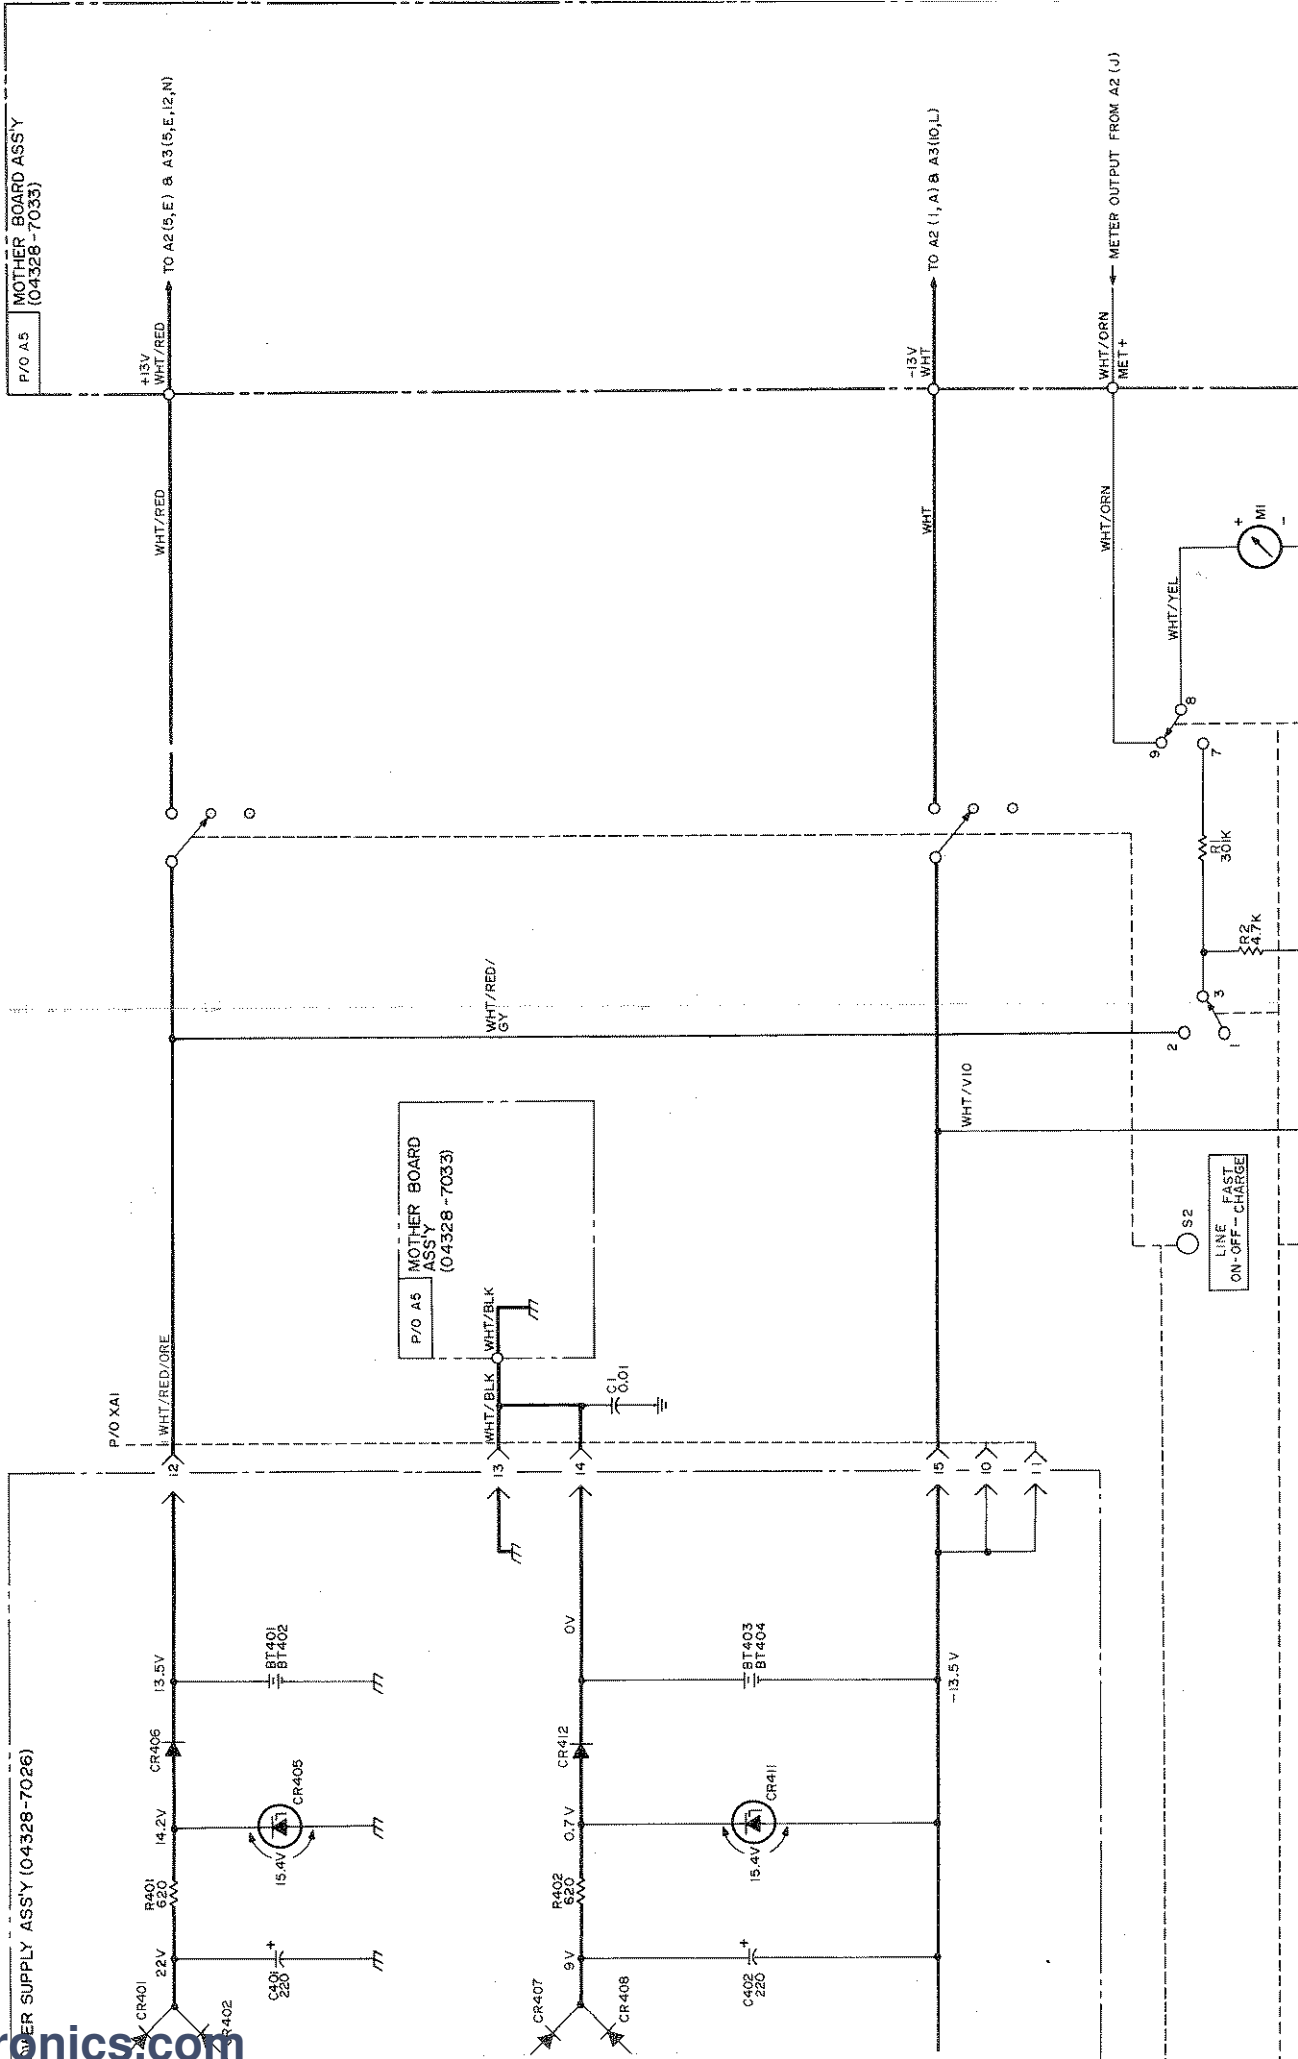 P/O A5
MOTHER BOARD ASS'Y
(04328-7033)
+13V
WHT/RED
TO A2(5,E) & A3(5,E,12,N)
WHT/RED
-13V
WHT
TO A2(1,A) & A3(10,L)
WHT
WHT/ORN
MET+
METER OUTPUT FROM A2(J)
WHT/ORN
WHT/YEL
+
M1
-
9
8
7
R1
301K
R2
4.7K
3
2
1
WHT/RED/
GY
WHT/VIO
P/O A5
MOTHER BOARD
ASS'Y
(04328-7033)
WHT/BLK
WHT/BLK
C1
0.01
S2
LINE FAST
ON-OFF-CHARGE
P/O XA1
WHT/RED/ORE
12
13
14
15
10
11
SUPPLY ASS'Y (04328-7026)
CR401
CR402
22V
C401
220
+
R401
620
14.2V
15.4V
CR405
CR406
13.5V
BT401
BT402
CR407
CR408
9V
C402
220
+
R402
620
0.7V
15.4V
CR411
CR412
0V
BT403
BT404
-13.5V
ronics.com